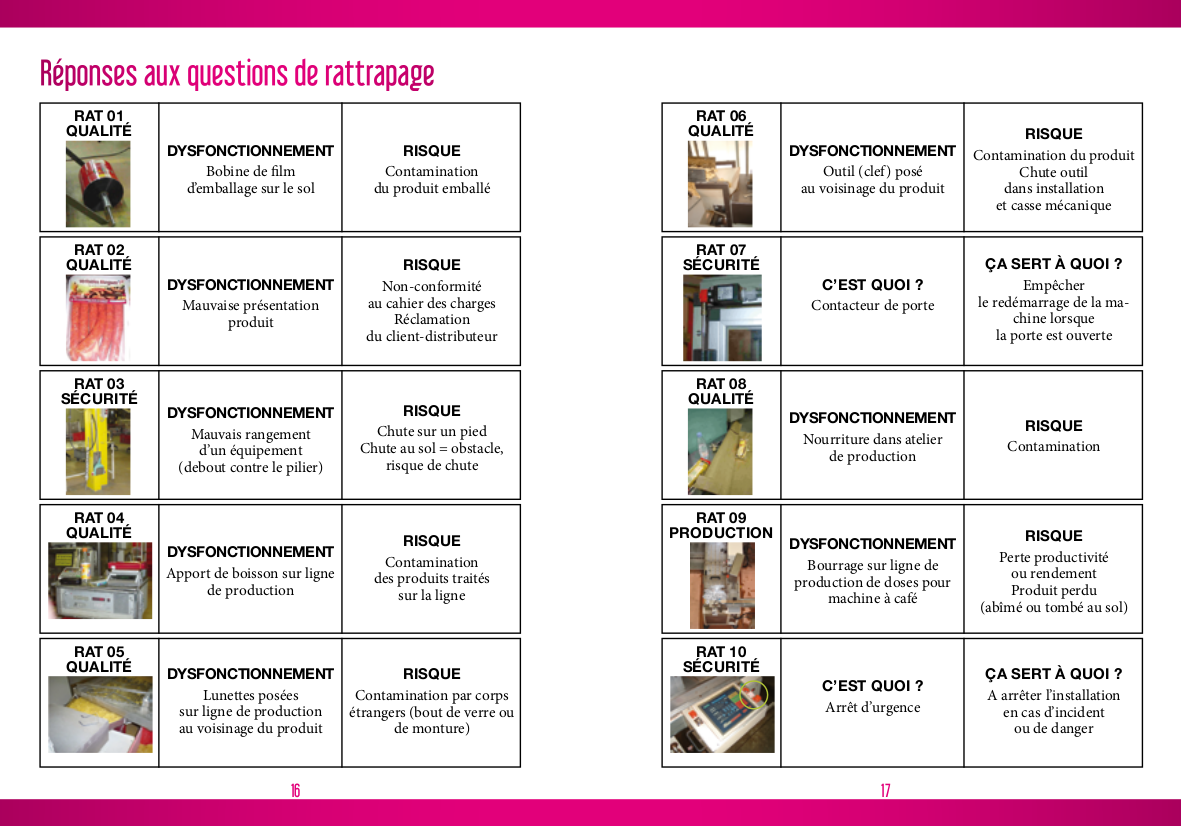 Réponses aux questions de rattrapage
RAT 01
QUALITÉ
DYSFONCTIONNEMENT
Bobine de film
d'emballage sur le sol
RISQUE
Contamination
du produit emballé
RAT 02
QUALITÉ
DYSFONCTIONNEMENT
Mauvaise présentation
produit
RISQUE
Non-conformité
au cahier des charges
Réclamation
du client-distributeur
RAT 03
SÉCURITÉ
DYSFONCTIONNEMENT
Mauvais rangement
d'un équipement
(debout contre le pilier)
RISQUE
Chute sur un pied
Chute au sol = obstacle,
risque de chute
RAT 04
QUALITÉ
DYSFONCTIONNEMENT
Apport de boisson sur ligne
de production
RISQUE
Contamination
des produits traités
sur la ligne
RAT 05
QUALITÉ
DYSFONCTIONNEMENT
Lunettes posées
sur ligne de production
au voisinage du produit
RISQUE
Contamination par corps
étrangers (bout de verre ou
de monture)
16
RAT 06
QUALITÉ
DYSFONCTIONNEMENT
Outil (clef) posé
au voisinage du produit
RISQUE
Contamination du produit
Chute outil
dans installation
et casse mécanique
RAT 07
SÉCURITÉ
C'EST QUOI ?
Contacteur de porte
ÇA SERT À QUOI ?
Empêcher
le redémarrage de la ma-
chine lorsque
la porte est ouverte
RAT 08
QUALITÉ
DYSFONCTIONNEMENT
Nourriture dans atelier
de production
RISQUE
Contamination
RAT 09
PRODUCTION
DYSFONCTIONNEMENT
Bourrage sur ligne de
production de doses pour
machine à café
RISQUE
Perte productivité
ou rendement
Produit perdu
(abîmé ou tombé au sol)
RAT 10
SÉCURITÉ
C'EST QUOI ?
Arrêt d'urgence
ÇA SERT À QUOI ?
A arrêter l'installation
en cas d'incident
ou de danger
17